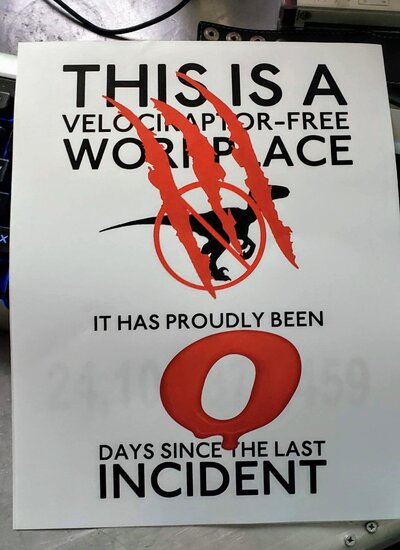 THIS IS A
VELOCIRAPTOR-FREE
WORKPLACE
IT HAS PROUDLY BEEN
0
DAYS SINCE THE LAST
INCIDENT